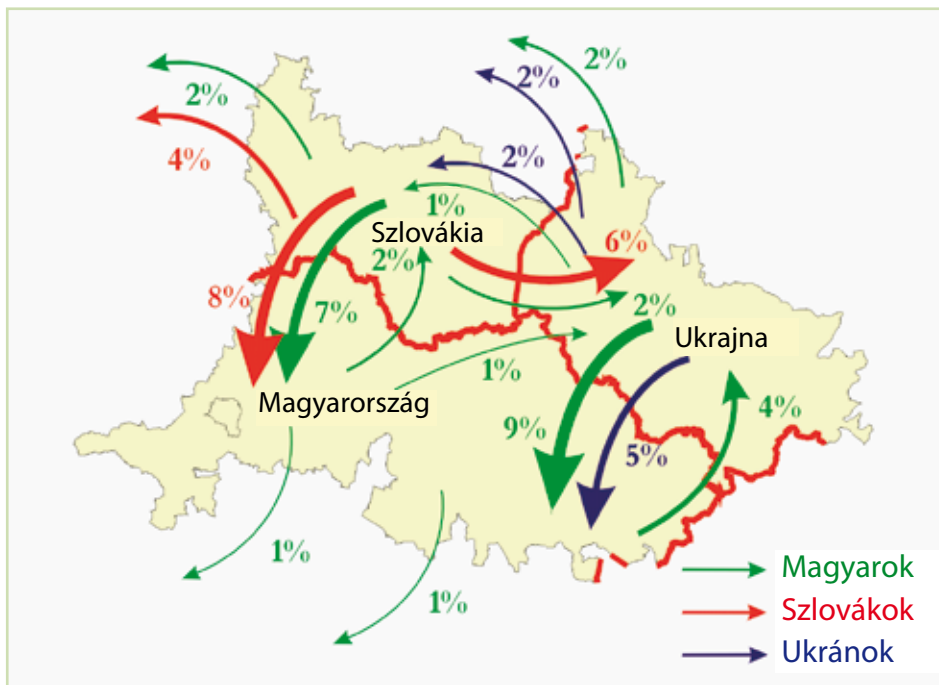 2%
2%
2%
4%
2%
1%
6%
Szlovákia
2%
8%
7%
2%
Ukrajna
1%
Magyarország
4%
9%
5%
1%
1%
Magyarok
Szlovákok
Ukránok